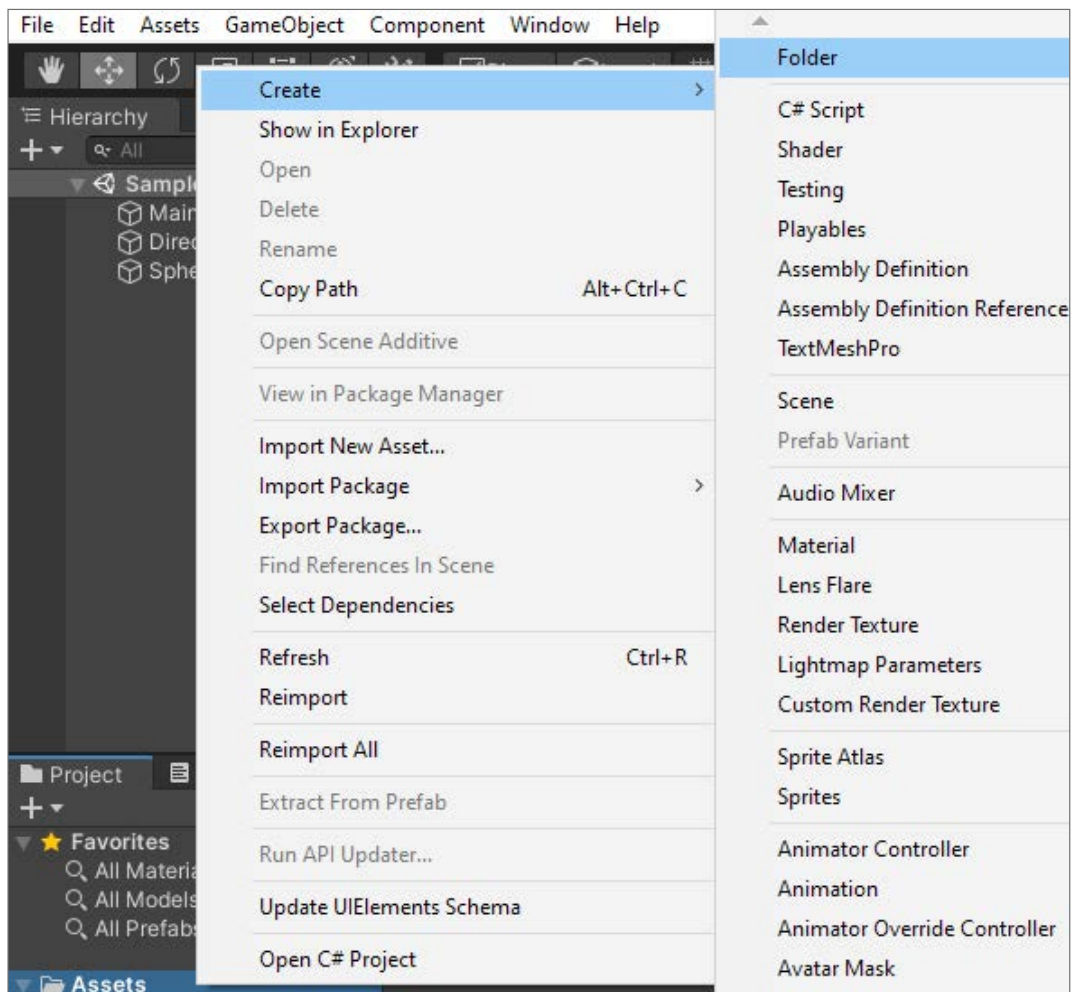 File Edit Assets GameObject Component Window Help
Hierarchy
All
Sampl
Main
Direc
Sphe
Project
Favorites
All Materia
All Models
All Prefabs
Assets
Create
Show in Explorer
Open
Delete
Rename
Copy Path Alt+Ctrl+C
Open Scene Additive
View in Package Manager
Import New Asset...
Import Package
Export Package...
Find References In Scene
Select Dependencies
Refresh Ctrl+R
Reimport
Reimport All
Extract From Prefab
Run API Updater...
Update UIElements Schema
Open C# Project
Folder
C# Script
Shader
Testing
Playables
Assembly Definition
Assembly Definition Reference
TextMeshPro
Scene
Prefab Variant
Audio Mixer
Material
Lens Flare
Render Texture
Lightmap Parameters
Custom Render Texture
Sprite Atlas
Sprites
Animator Controller
Animation
Animator Override Controller
Avatar Mask